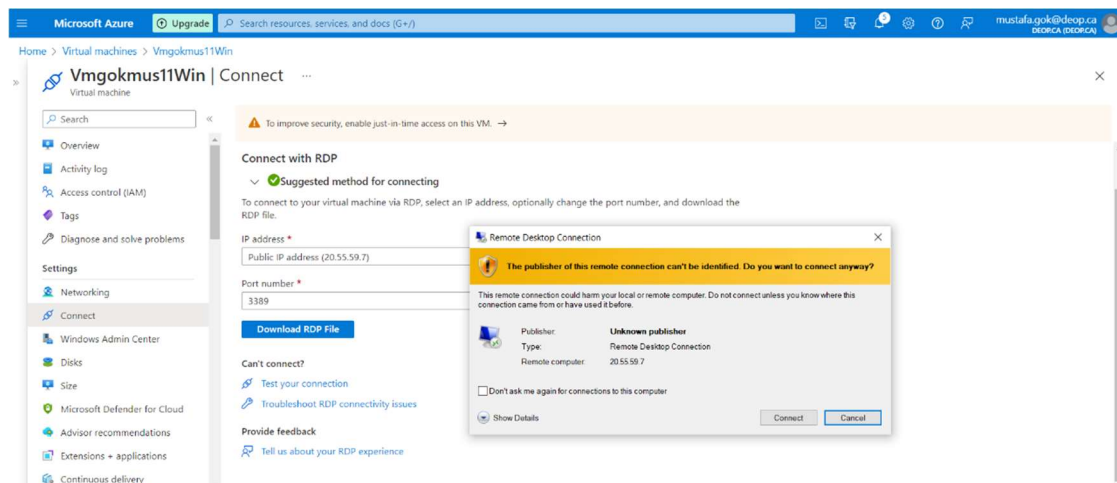 Microsoft Azure
Upgrade
Search resources, services, and docs (G+/)
5
mustafa.gok@deop.ca
DEOP.CA (DEOP.CA)
Home > Virtual machines > Vmgokmus11Win
Vmgokmus11Win | Connect ...
Virtual machine
Search
Overview
Activity log
Access control (IAM)
Tags
Diagnose and solve problems
Settings
Networking
Connect
Windows Admin Center
Disks
Size
Microsoft Defender for Cloud
Advisor recommendations
Extensions + applications
Continuous delivery
To improve security, enable just-in-time access on this VM. →
Connect with RDP
Suggested method for connecting
To connect to your virtual machine via RDP, select an IP address, optionally change the port number, and download the
RDP file.
IP address *
Public IP address (20.55.59.7)
Port number *
3389
Download RDP File
Can't connect?
Test your connection
Troubleshoot RDP connectivity issues
Provide feedback
Tell us about your RDP experience
Remote Desktop Connection
The publisher of this remote connection can't be identified. Do you want to connect anyway?
This remote connection could harm your local or remote computer. Do not connect unless you know where this
connection came from or have used it before.
Publisher: Unknown publisher
Type: Remote Desktop Connection
Remote computer: 20.55.59.7
Don't ask me again for connections to this computer
Show Details
Connect
Cancel